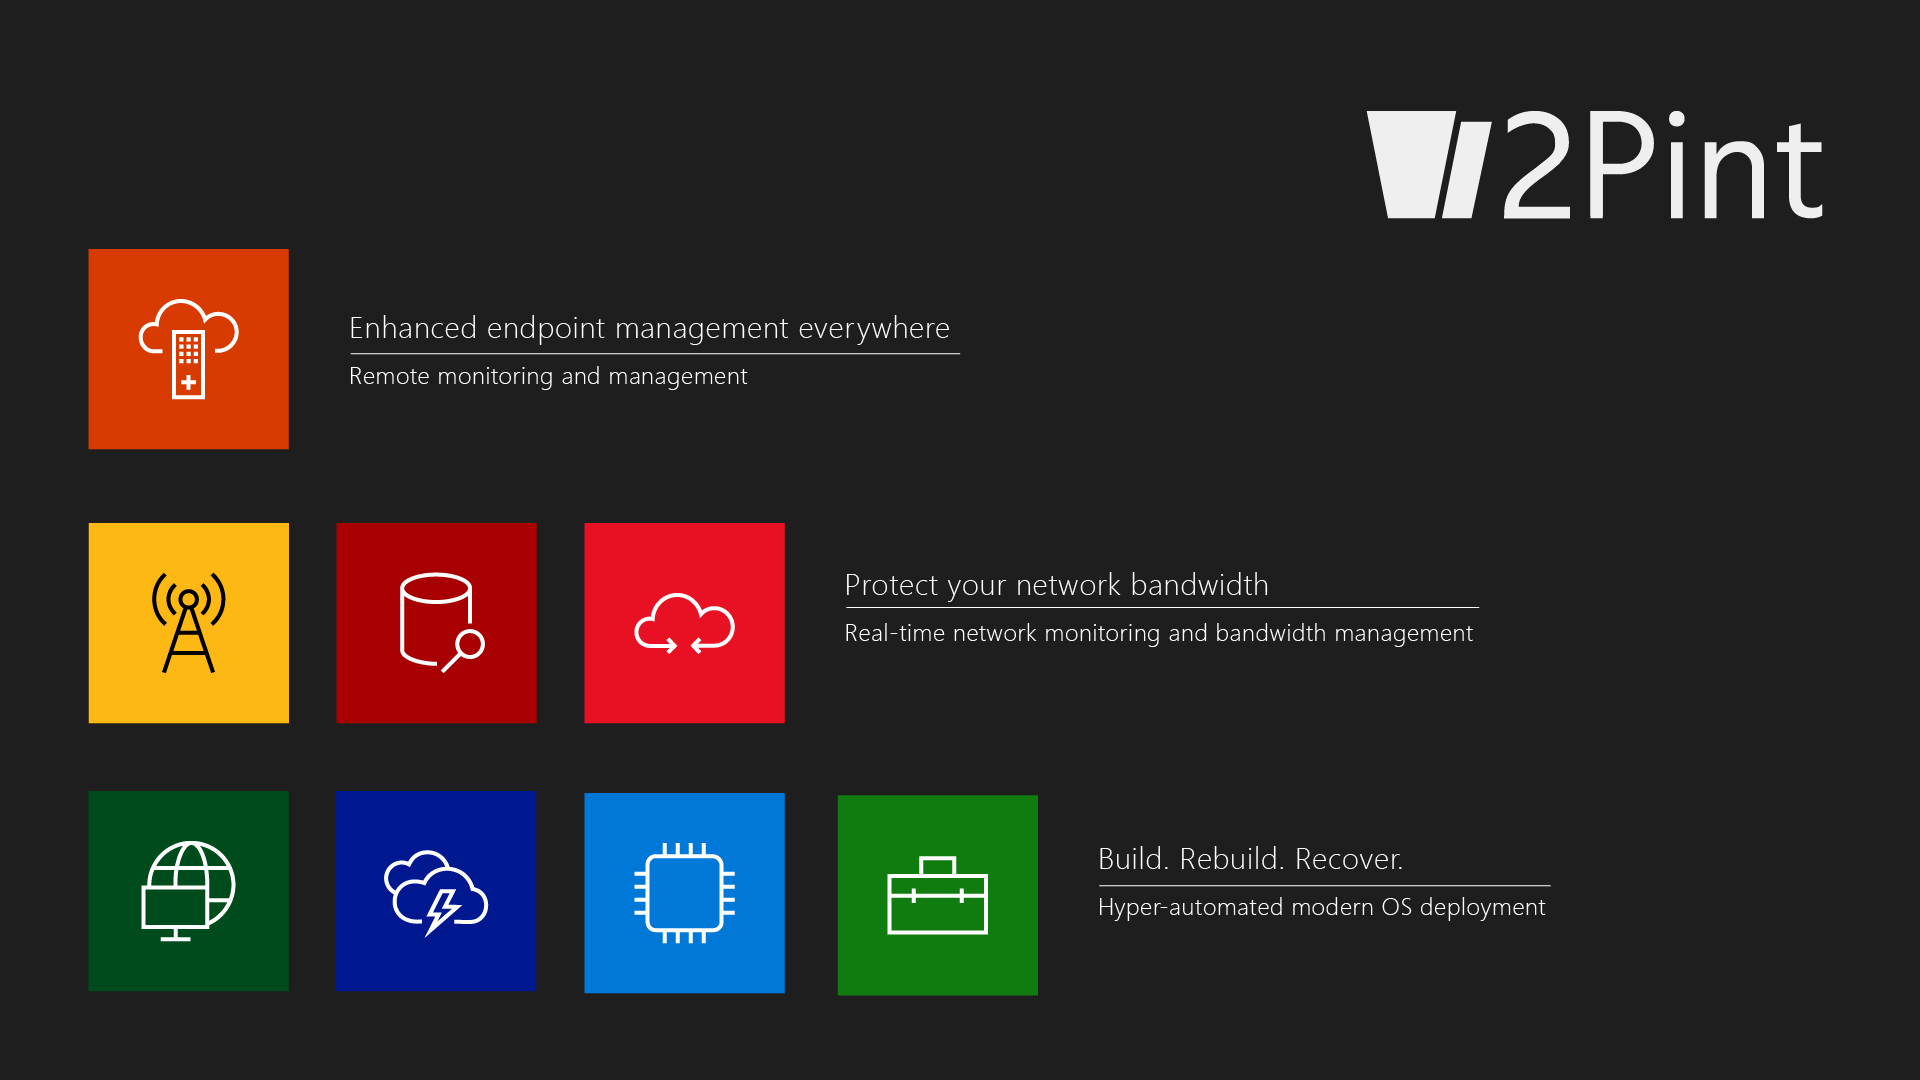 2Pint
Enhanced endpoint management everywhere
Remote monitoring and management
Protect your network bandwidth
Real-time network monitoring and bandwidth management
Build. Rebuild. Recover.
Hyper-automated modern OS deployment